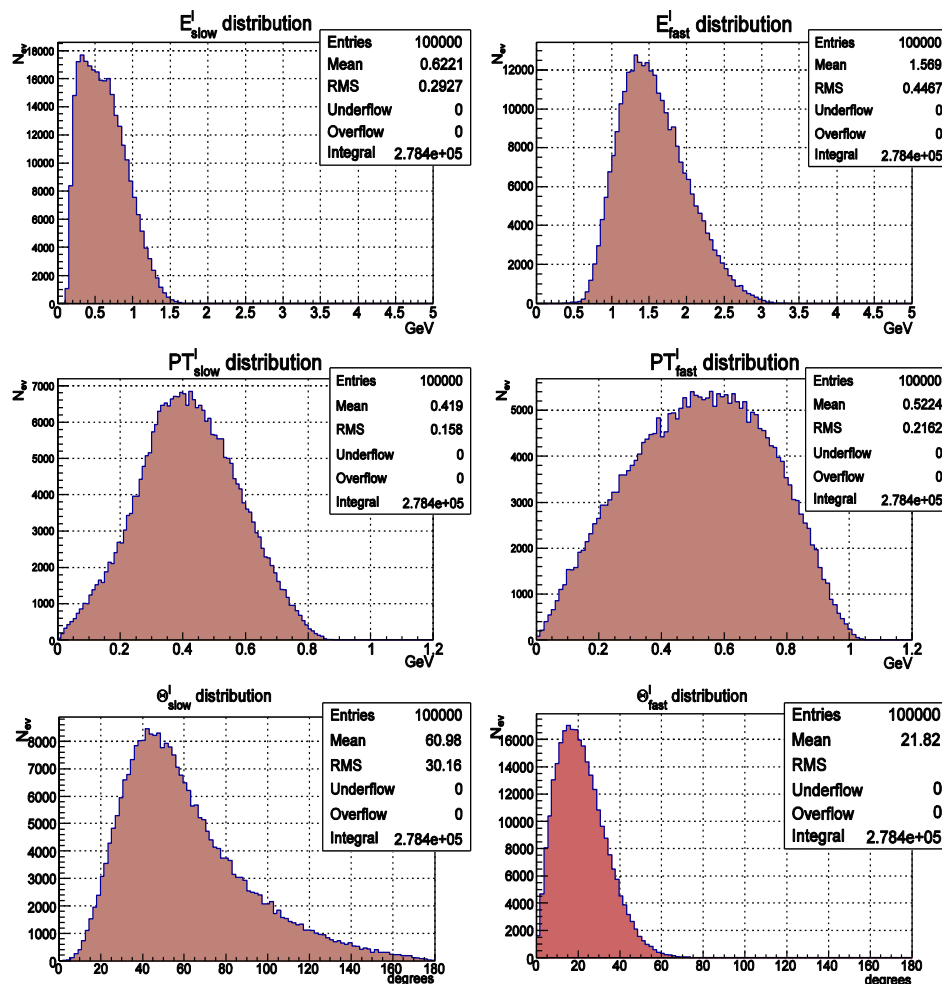 E^l_slow distribution
N_ev
18000
16000
14000
12000
10000
8000
6000
4000
2000
0
0 0.5 1 1.5 2 2.5 3 3.5 4 4.5 5
GeV
Entries 100000
Mean 0.6221
RMS 0.2927
Underflow 0
Overflow 0
Integral 2.784e+05
E^l_fast distribution
N_ev
12000
10000
8000
6000
4000
2000
0
0 0.5 1 1.5 2 2.5 3 3.5 4 4.5 5
GeV
Entries 100000
Mean 1.569
RMS 0.4467
Underflow 0
Overflow 0
Integral 2.784e+05
PT^l_slow distribution
N_ev
7000
6000
5000
4000
3000
2000
1000
0
0 0.2 0.4 0.6 0.8 1 1.2
GeV
Entries 100000
Mean 0.419
RMS 0.158
Underflow 0
Overflow 0
Integral 2.784e+05
PT^l_fast distribution
N_ev
5000
4000
3000
2000
1000
0
0 0.2 0.4 0.6 0.8 1 1.2
GeV
Entries 100000
Mean 0.5224
RMS 0.2162
Underflow 0
Overflow 0
Integral 2.784e+05
Θ^l_slow distribution
N_ev
8000
7000
6000
5000
4000
3000
2000
1000
0
0 20 40 60 80 100 120 140 160 180
degrees
Entries 100000
Mean 60.98
RMS 30.16
Underflow 0
Overflow 0
Integral 2.784e+05
Θ^l_fast distribution
N_ev
16000
14000
12000
10000
8000
6000
4000
2000
0
0 20 40 60 80 100 120 140 160 180
degrees
Entries 100000
Mean 21.82
RMS
Underflow 0
Overflow 0
Integral 2.784e+05